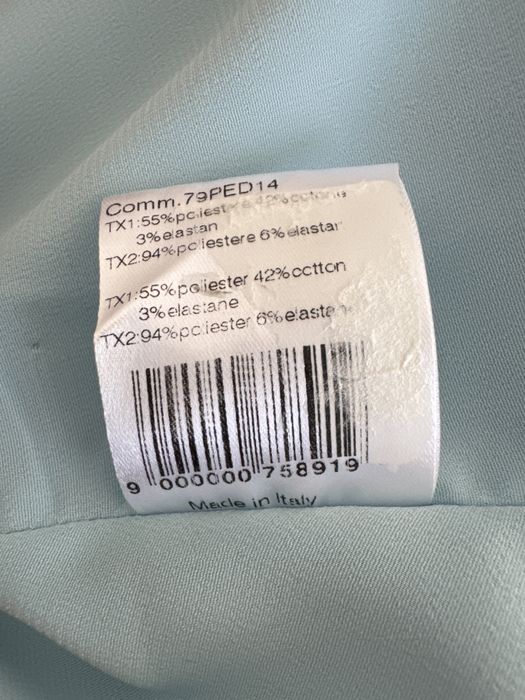 Comm.79PED14
TX1:55%poliestere 42%cotone
3%elastan
TX2:94%poliestere 6%elastan
TX1:55%poliester 42%cotton
3%elastane
TX2:94%poliester 6%elastane
9 000000 758919
Made in Italy